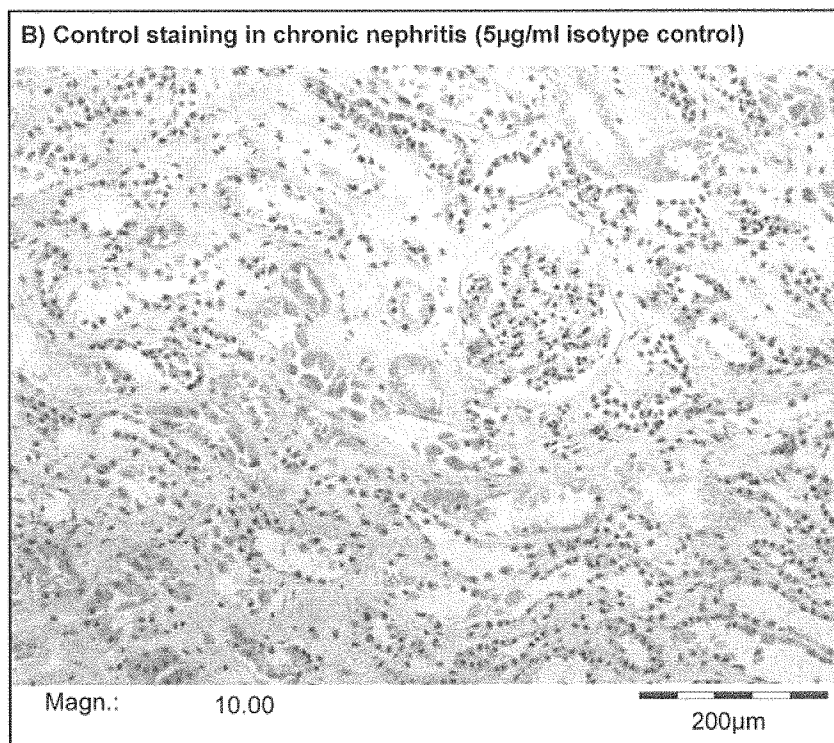 B) Control staining in chronic nephritis (5µg/ml isotype control)
Magn.: 10.00
200µm